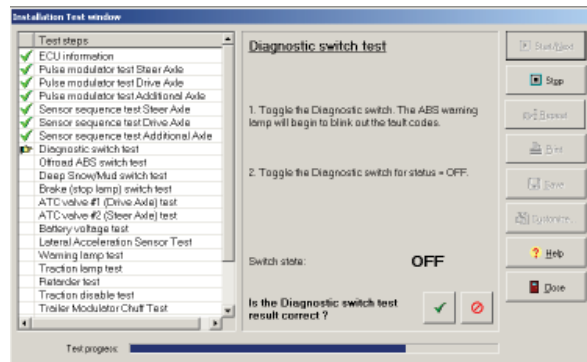 Installation Test window
Test steps
ECU information
Pulse modulator test Steer Axle
Pulse modulator test Drive Axle
Pulse modulator test Additional Axle
Sensor sequence test Steer Axle
Sensor sequence test Drive Axle
Sensor sequence test Additional Axle
Diagnostic switch test
Offroad ABS switch test
Deep Snow/Mud switch test
Brake (stop lamp) switch test
ATC valve #1 (Drive Axle) test
ATC valve #2 (Steer Axle) test
Battery voltage test
Lateral Acceleration Sensor Test
Warning lamp test
Traction lamp test
Retarder test
Traction disable test
Trailer Modulator Chuff Test
Diagnostic switch test
1. Toggle the Diagnostic switch. The ABS warning
lamp will begin to blink out the fault codes.
2. Toggle the Diagnostic switch for status = OFF.
Switch state: OFF
Is the Diagnostic switch test
result correct ?
Start/Next
Stop
Repeat
Print
Save
Customize...
Help
Close
Test progress: